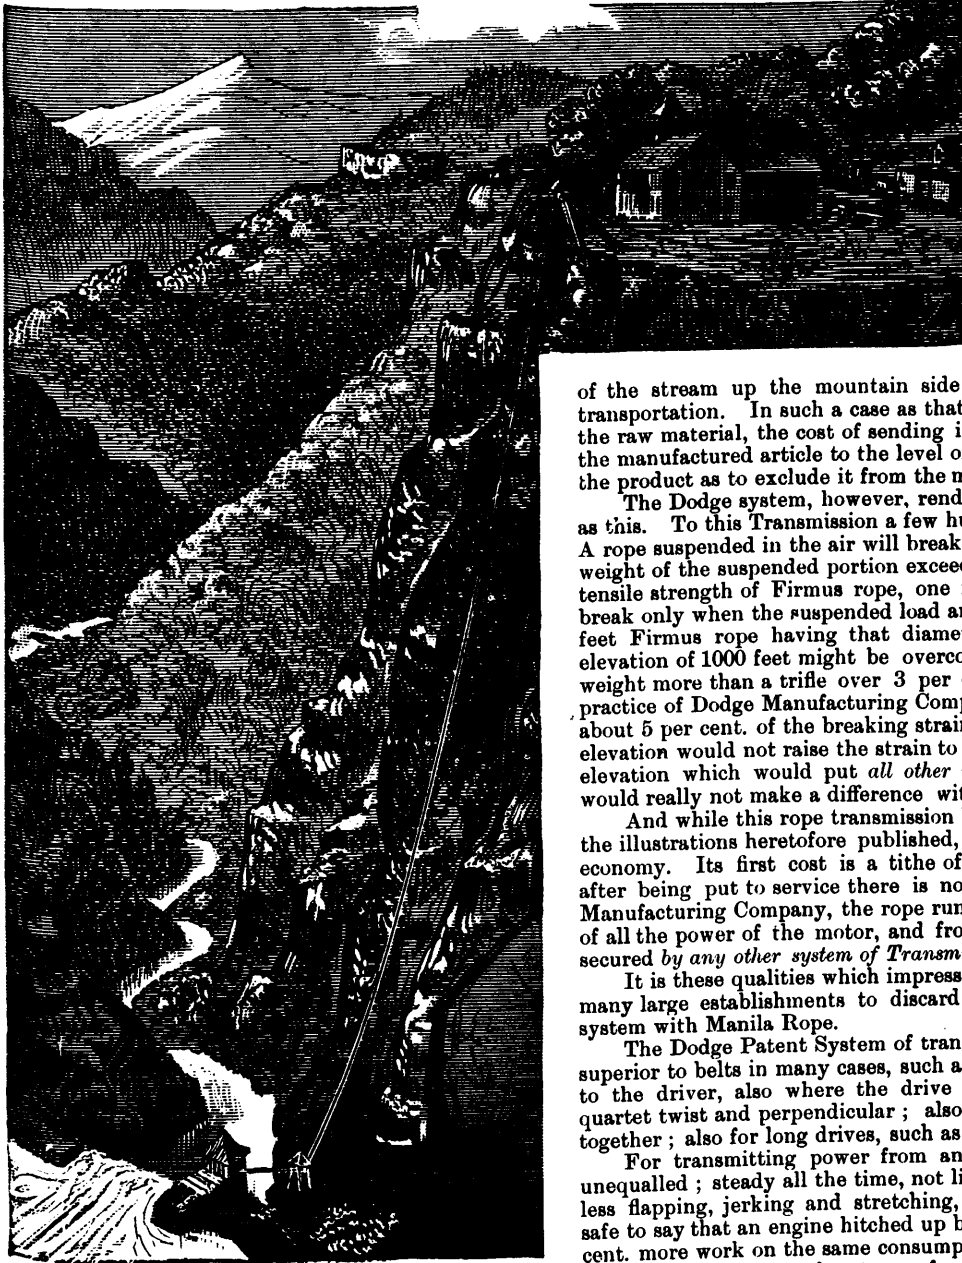 of the stream up the mountain side
transportation. In such a case as that
the raw material, the cost of sending i
the manufactured article to the level o
the product as to exclude it from the n
The Dodge system, however, rend
as this. To this Transmission a few hu
A rope suspended in the air will break
weight of the suspended portion excee
tensile strength of Firmus rope, one
break only when the suspended load a
feet Firmus rope having that diame
elevation of 1000 feet might be overco
weight more than a trifle over 3 per
practice of Dodge Manufacturing Com
about 5 per cent. of the breaking strai
elevation would not raise the strain to
elevation which would put all other
would really not make a difference wit
And while this rope transmission
the illustrations heretofore published,
economy. Its first cost is a tithe of
after being put to service there is no
Manufacturing Company, the rope run
of all the power of the motor, and fro
secured by any other system of Transm
It is these qualities which impress
many large establishments to discard
system with Manila Rope.
The Dodge Patent System of tran
superior to belts in many cases, such a
to the driver, also where the drive
quartet twist and perpendicular ; also
together ; also for long drives, such as
For transmitting power from an
unequalled ; steady all the time, not li
less flapping, jerking and stretching,
safe to say that an engine hitched up b
cent. more work on the same consump